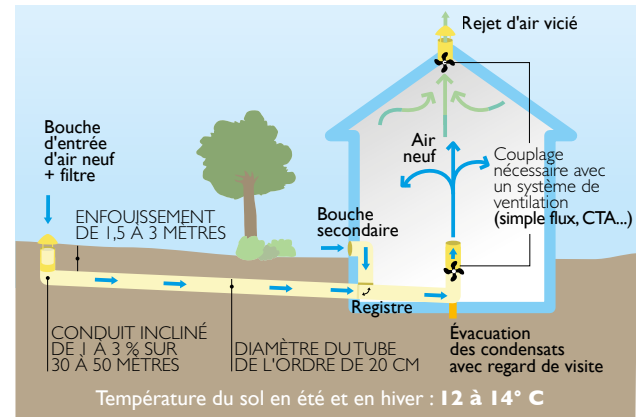 Rejet d'air vicié
Bouche
d'entrée
d'air neuf
+ filtre
Air
neuf
Couplage
nécessaire avec
un système de
ventilation
(simple flux, CTA...)
ENFOUISSEMENT
DE 1,5 À 3 MÈTRES
Bouche
secondaire
Registre
CONDUIT INCLINÉ
DE 1 À 3 % SUR
30 À 50 MÈTRES
DIAMÈTRE DU TUBE
DE L'ORDRE DE 20 CM
Évacuation
des condensats
avec regard de visite
Température du sol en été et en hiver : 12 à 14° C